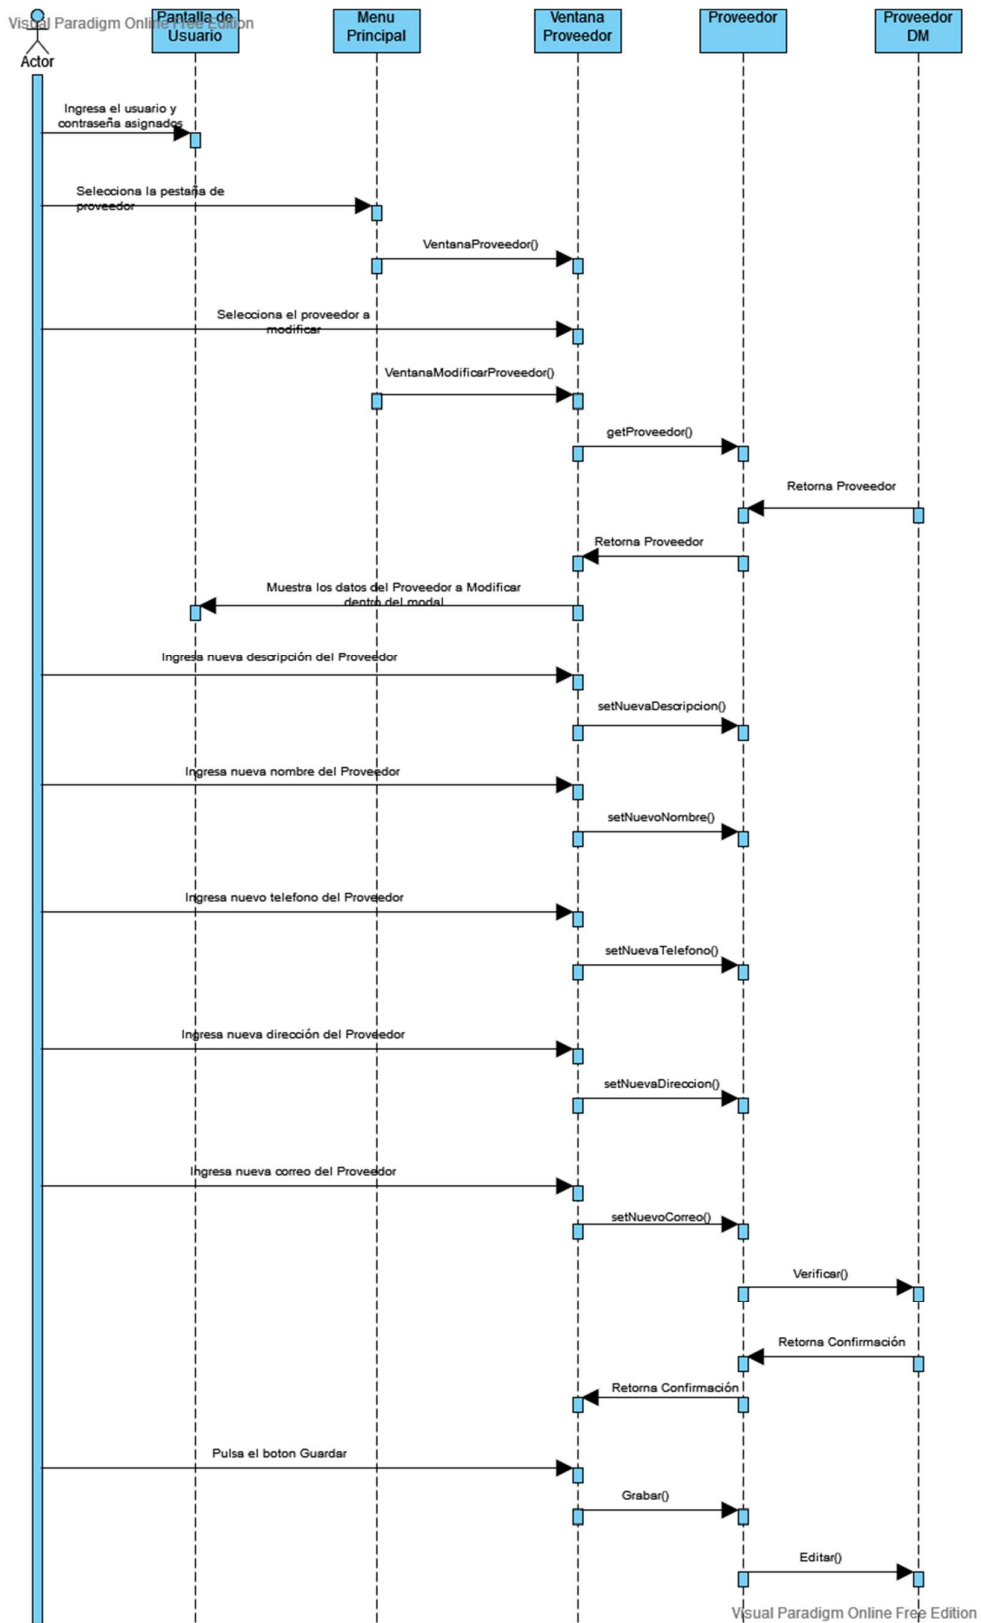 Visual Paradigm Online Free Edition
Pantalla de
Usuario
Menu
Principal
Ventana
Proveedor
Proveedor
Proveedor
DM
Actor
Ingresa el usuario y
contraseña asignados
Selecciona la pestaña de
proveedor
VentanaProveedor()
Selecciona el proveedor a
modificar
VentanaModificarProveedor()
getProveedor()
Retorna Proveedor
Retorna Proveedor
Muestra los datos del Proveedor a Modificar
dentro del modal
Ingresa nueva descripción del Proveedor
setNuevaDescripcion()
Ingresa nueva nombre del Proveedor
setNuevoNombre()
Ingresa nuevo telefono del Proveedor
setNuevaTelefono()
Ingresa nueva dirección del Proveedor
setNuevaDireccion()
Ingresa nueva correo del Proveedor
setNuevoCorreo()
Verificar()
Retorna Confirmación
Retorna Confirmación
Pulsa el boton Guardar
Grabar()
Editar()
Visual Paradigm Online Free Edition